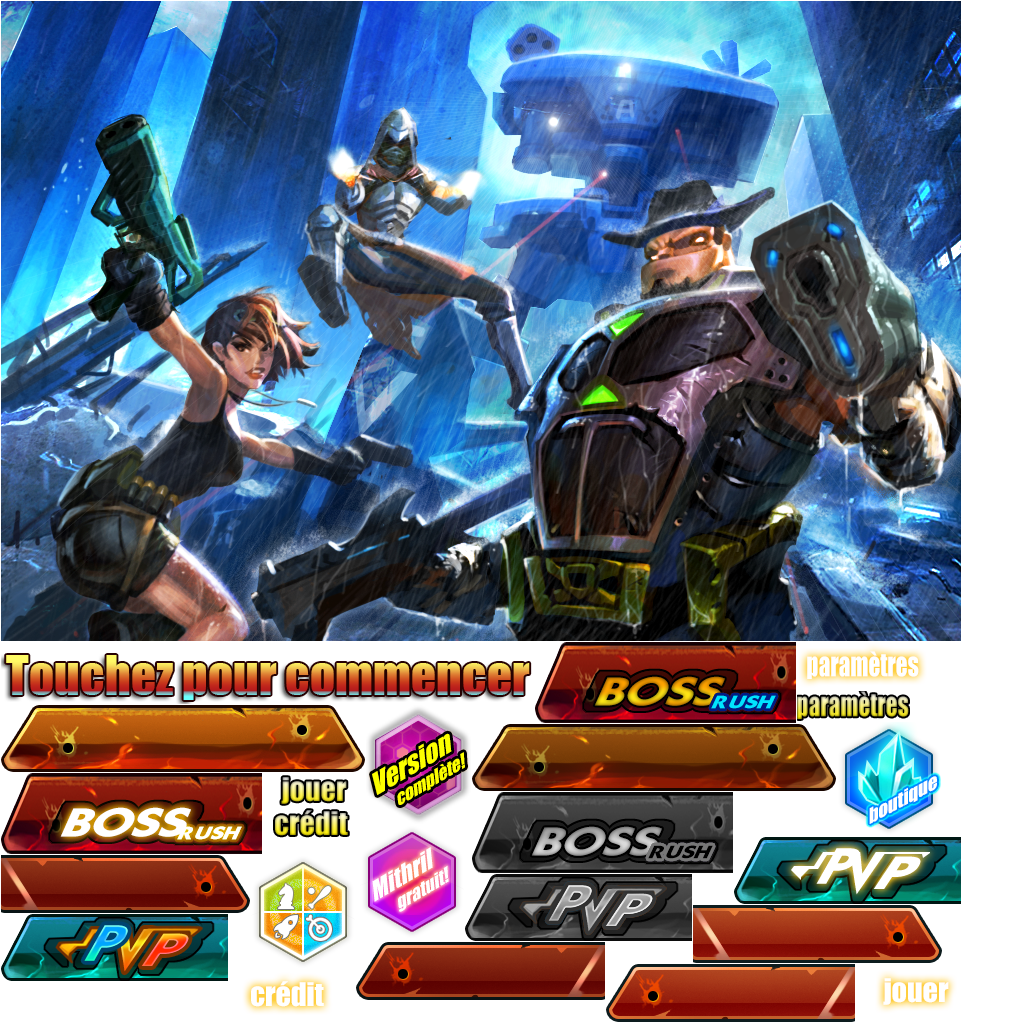 A
Touchez pour commencer
BOSS
RUSH
paramètres
paramètres
Version
complète!
boutique
jouer
crédit
BOSS
RUSH
BOSS
RUSH
Mithril
gratuit!
PVP
PVP
PVP
crédit
jouer